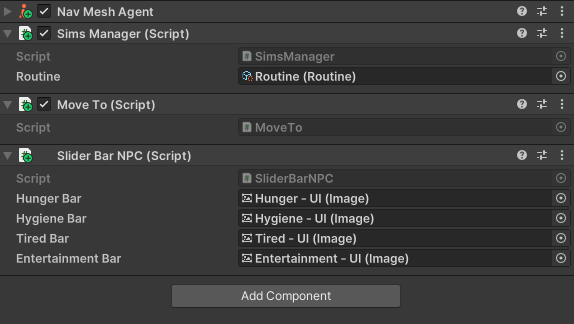 Nav Mesh Agent
Sims Manager (Script)
Script SimsManager
Routine Routine (Routine)
Move To (Script)
Script MoveTo
Slider Bar NPC (Script)
Script SliderBarNPC
Hunger Bar Hunger - UI (Image)
Hygiene Bar Hygiene - UI (Image)
Tired Bar Tired - UI (Image)
Entertainment Bar Entertainment - UI (Image)
Add Component